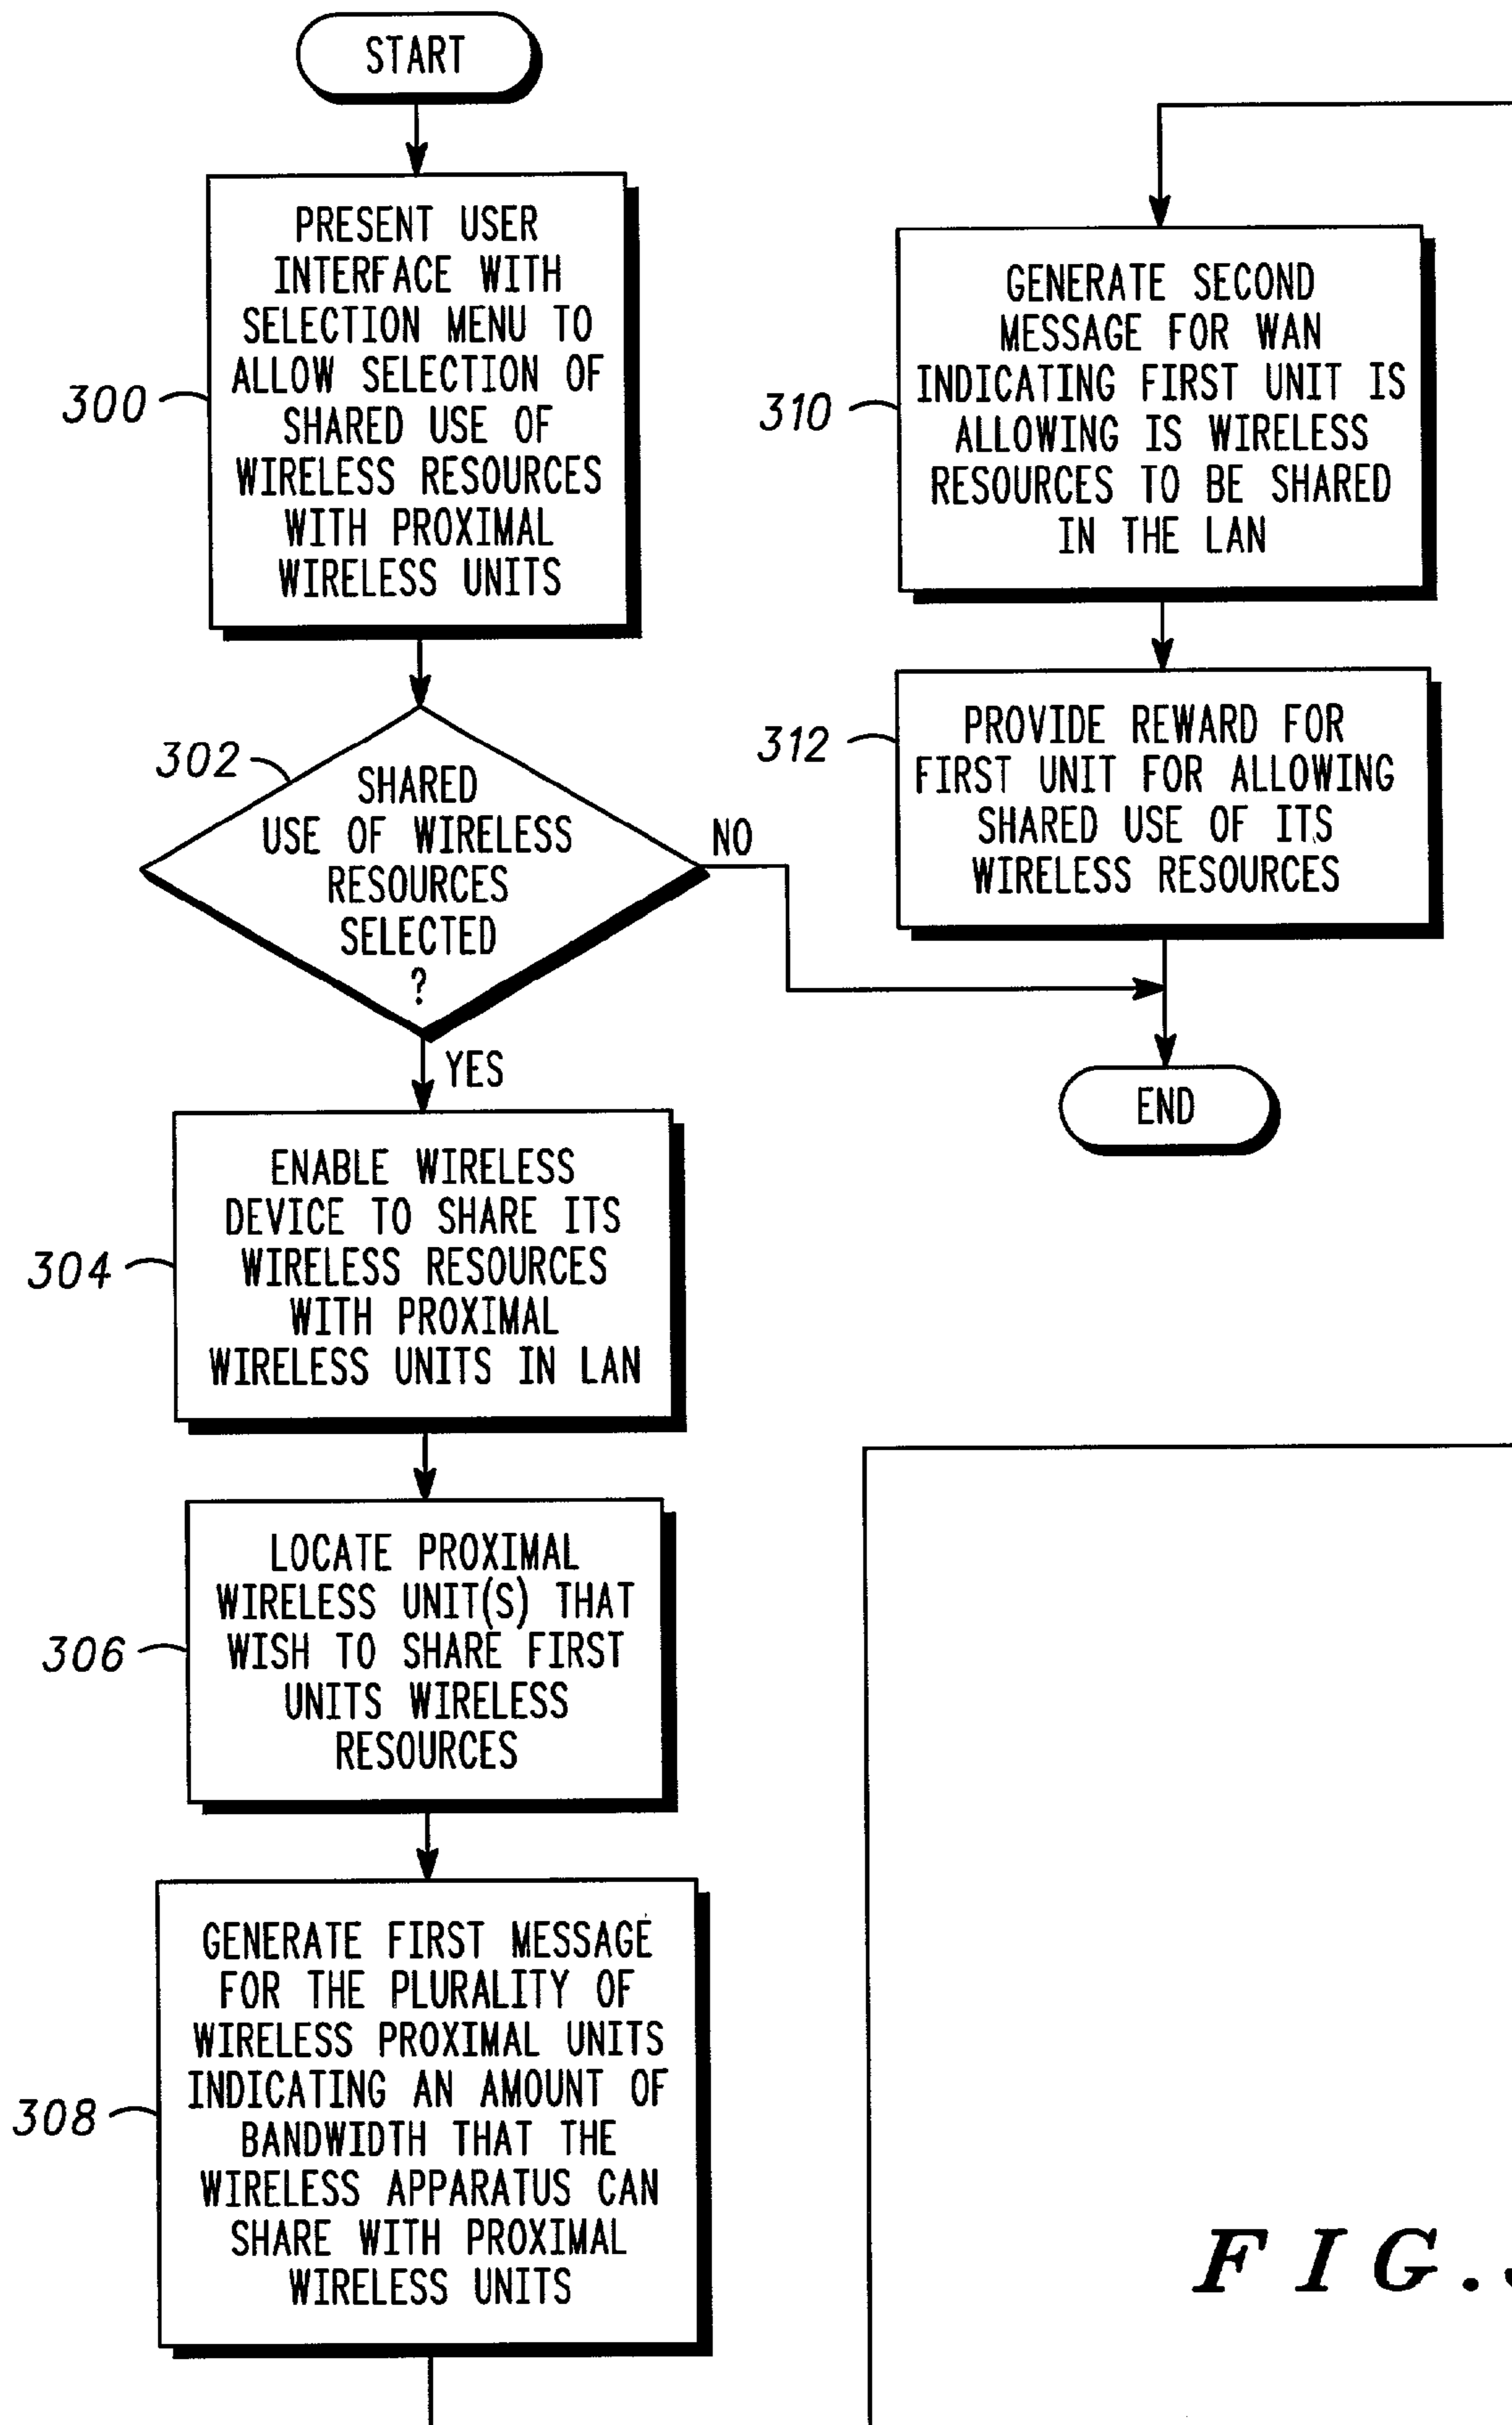 START
300
PRESENT USER
INTERFACE WITH
SELECTION MENU TO
ALLOW SELECTION OF
SHARED USE OF
WIRELESS RESOURCES
WITH PROXIMAL
WIRELESS UNITS
302
SHARED
USE OF WIRELESS
RESOURCES
SELECTED
?
NO
YES
304
ENABLE WIRELESS
DEVICE TO SHARE ITS
WIRELESS RESOURCES
WITH PROXIMAL
WIRELESS UNITS IN LAN
306
LOCATE PROXIMAL
WIRELESS UNIT(S) THAT
WISH TO SHARE FIRST
UNITS WIRELESS
RESOURCES
308
GENERATE FIRST MESSAGE
FOR THE PLURALITY OF
WIRELESS PROXIMAL UNITS
INDICATING AN AMOUNT OF
BANDWIDTH THAT THE
WIRELESS APPARATUS CAN
SHARE WITH PROXIMAL
WIRELESS UNITS
310
GENERATE SECOND
MESSAGE FOR WAN
INDICATING FIRST UNIT IS
ALLOWING IS WIRELESS
RESOURCES TO BE SHARED
IN THE LAN
312
PROVIDE REWARD FOR
FIRST UNIT FOR ALLOWING
SHARED USE OF ITS
WIRELESS RESOURCES
END
FIG.